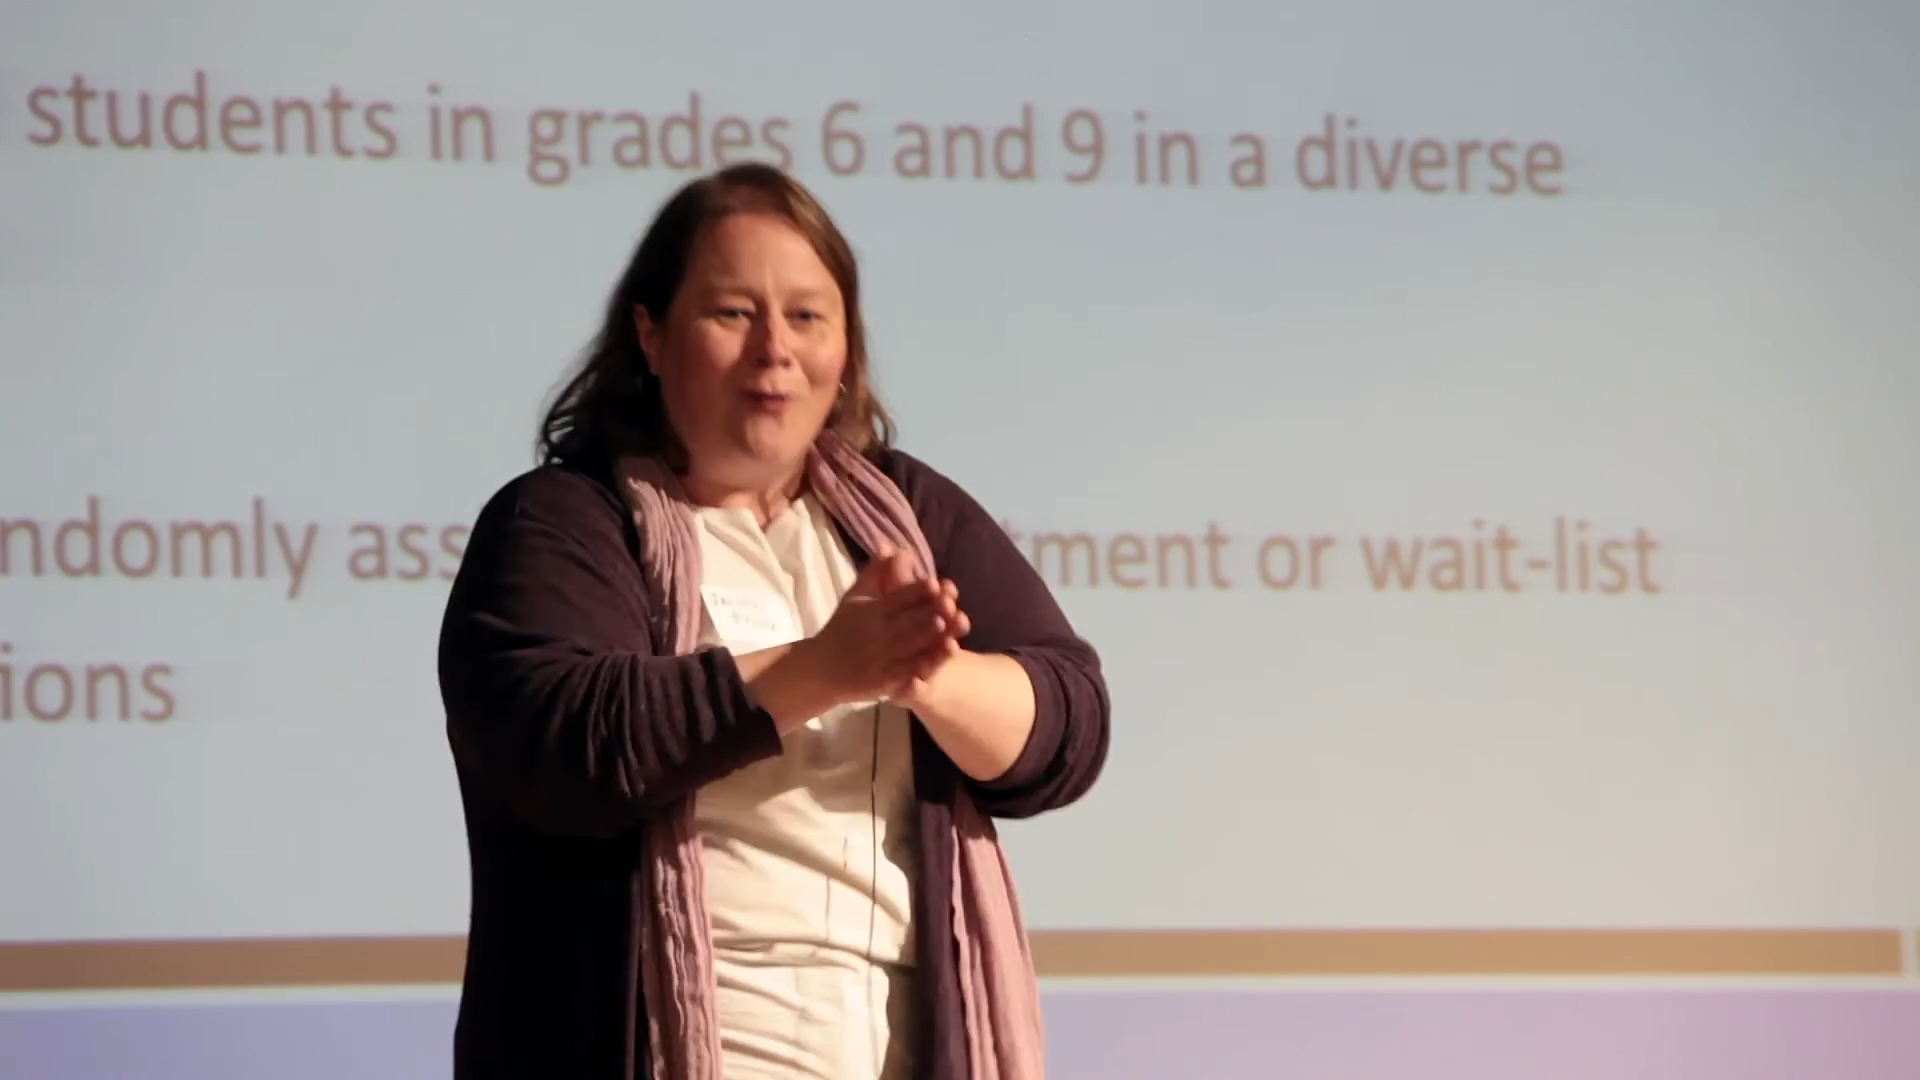 students in grades 6 and 9 in a diverse
ndomly ass tment or wait-list
ions